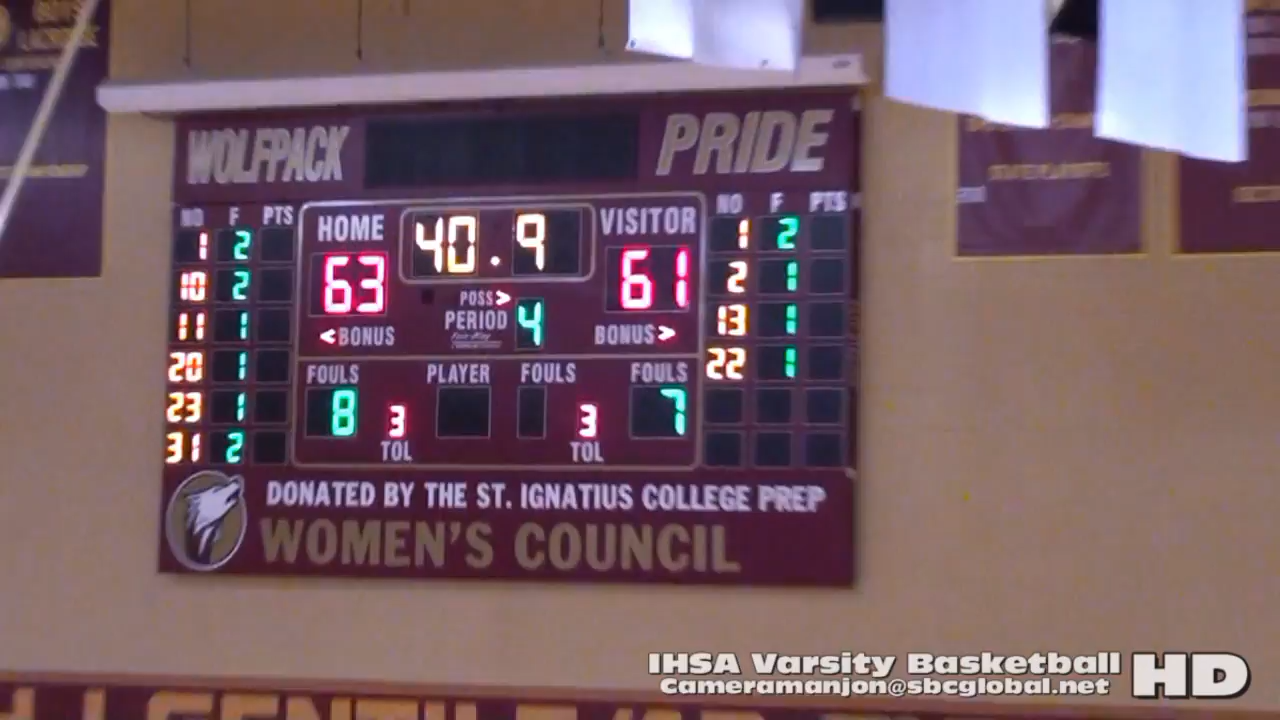 WOLFPACK PRIDE
NO F PTS HOME 40.9 VISITOR NO F PTS
1 2 63 61 1 2
10 2 POSS > 2 1
11 1 < BONUS PERIOD 4 BONUS > 13 1
20 1 FOULS PLAYER FOULS FOULS 22 1
23 1 8 3 3 7
31 2 TOL TOL
DONATED BY THE ST. IGNATIUS COLLEGE PREP
WOMEN'S COUNCIL
IHSA Varsity Basketball HD
Cameramanjon@sbcglobal.net